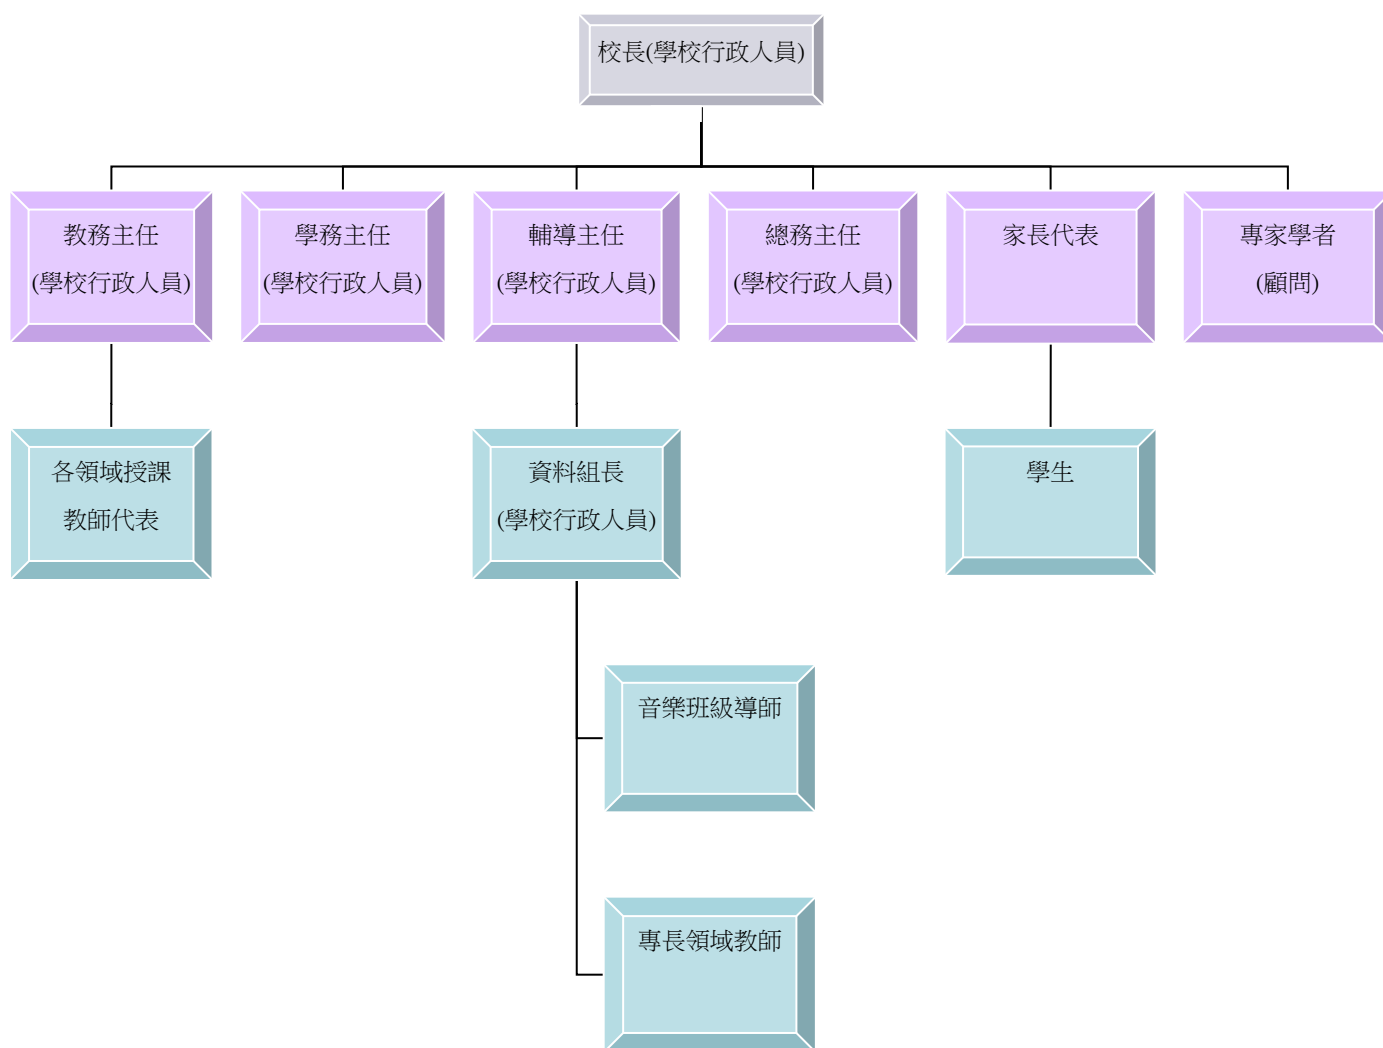 校長(學校行政人員)
教務主任
(學校行政人員)
學務主任
(學校行政人員)
輔導主任
(學校行政人員)
總務主任
(學校行政人員)
家長代表
專家學者
(顧問)
各領域授課
教師代表
資料組長
(學校行政人員)
學生
音樂班級導師
專長領域教師